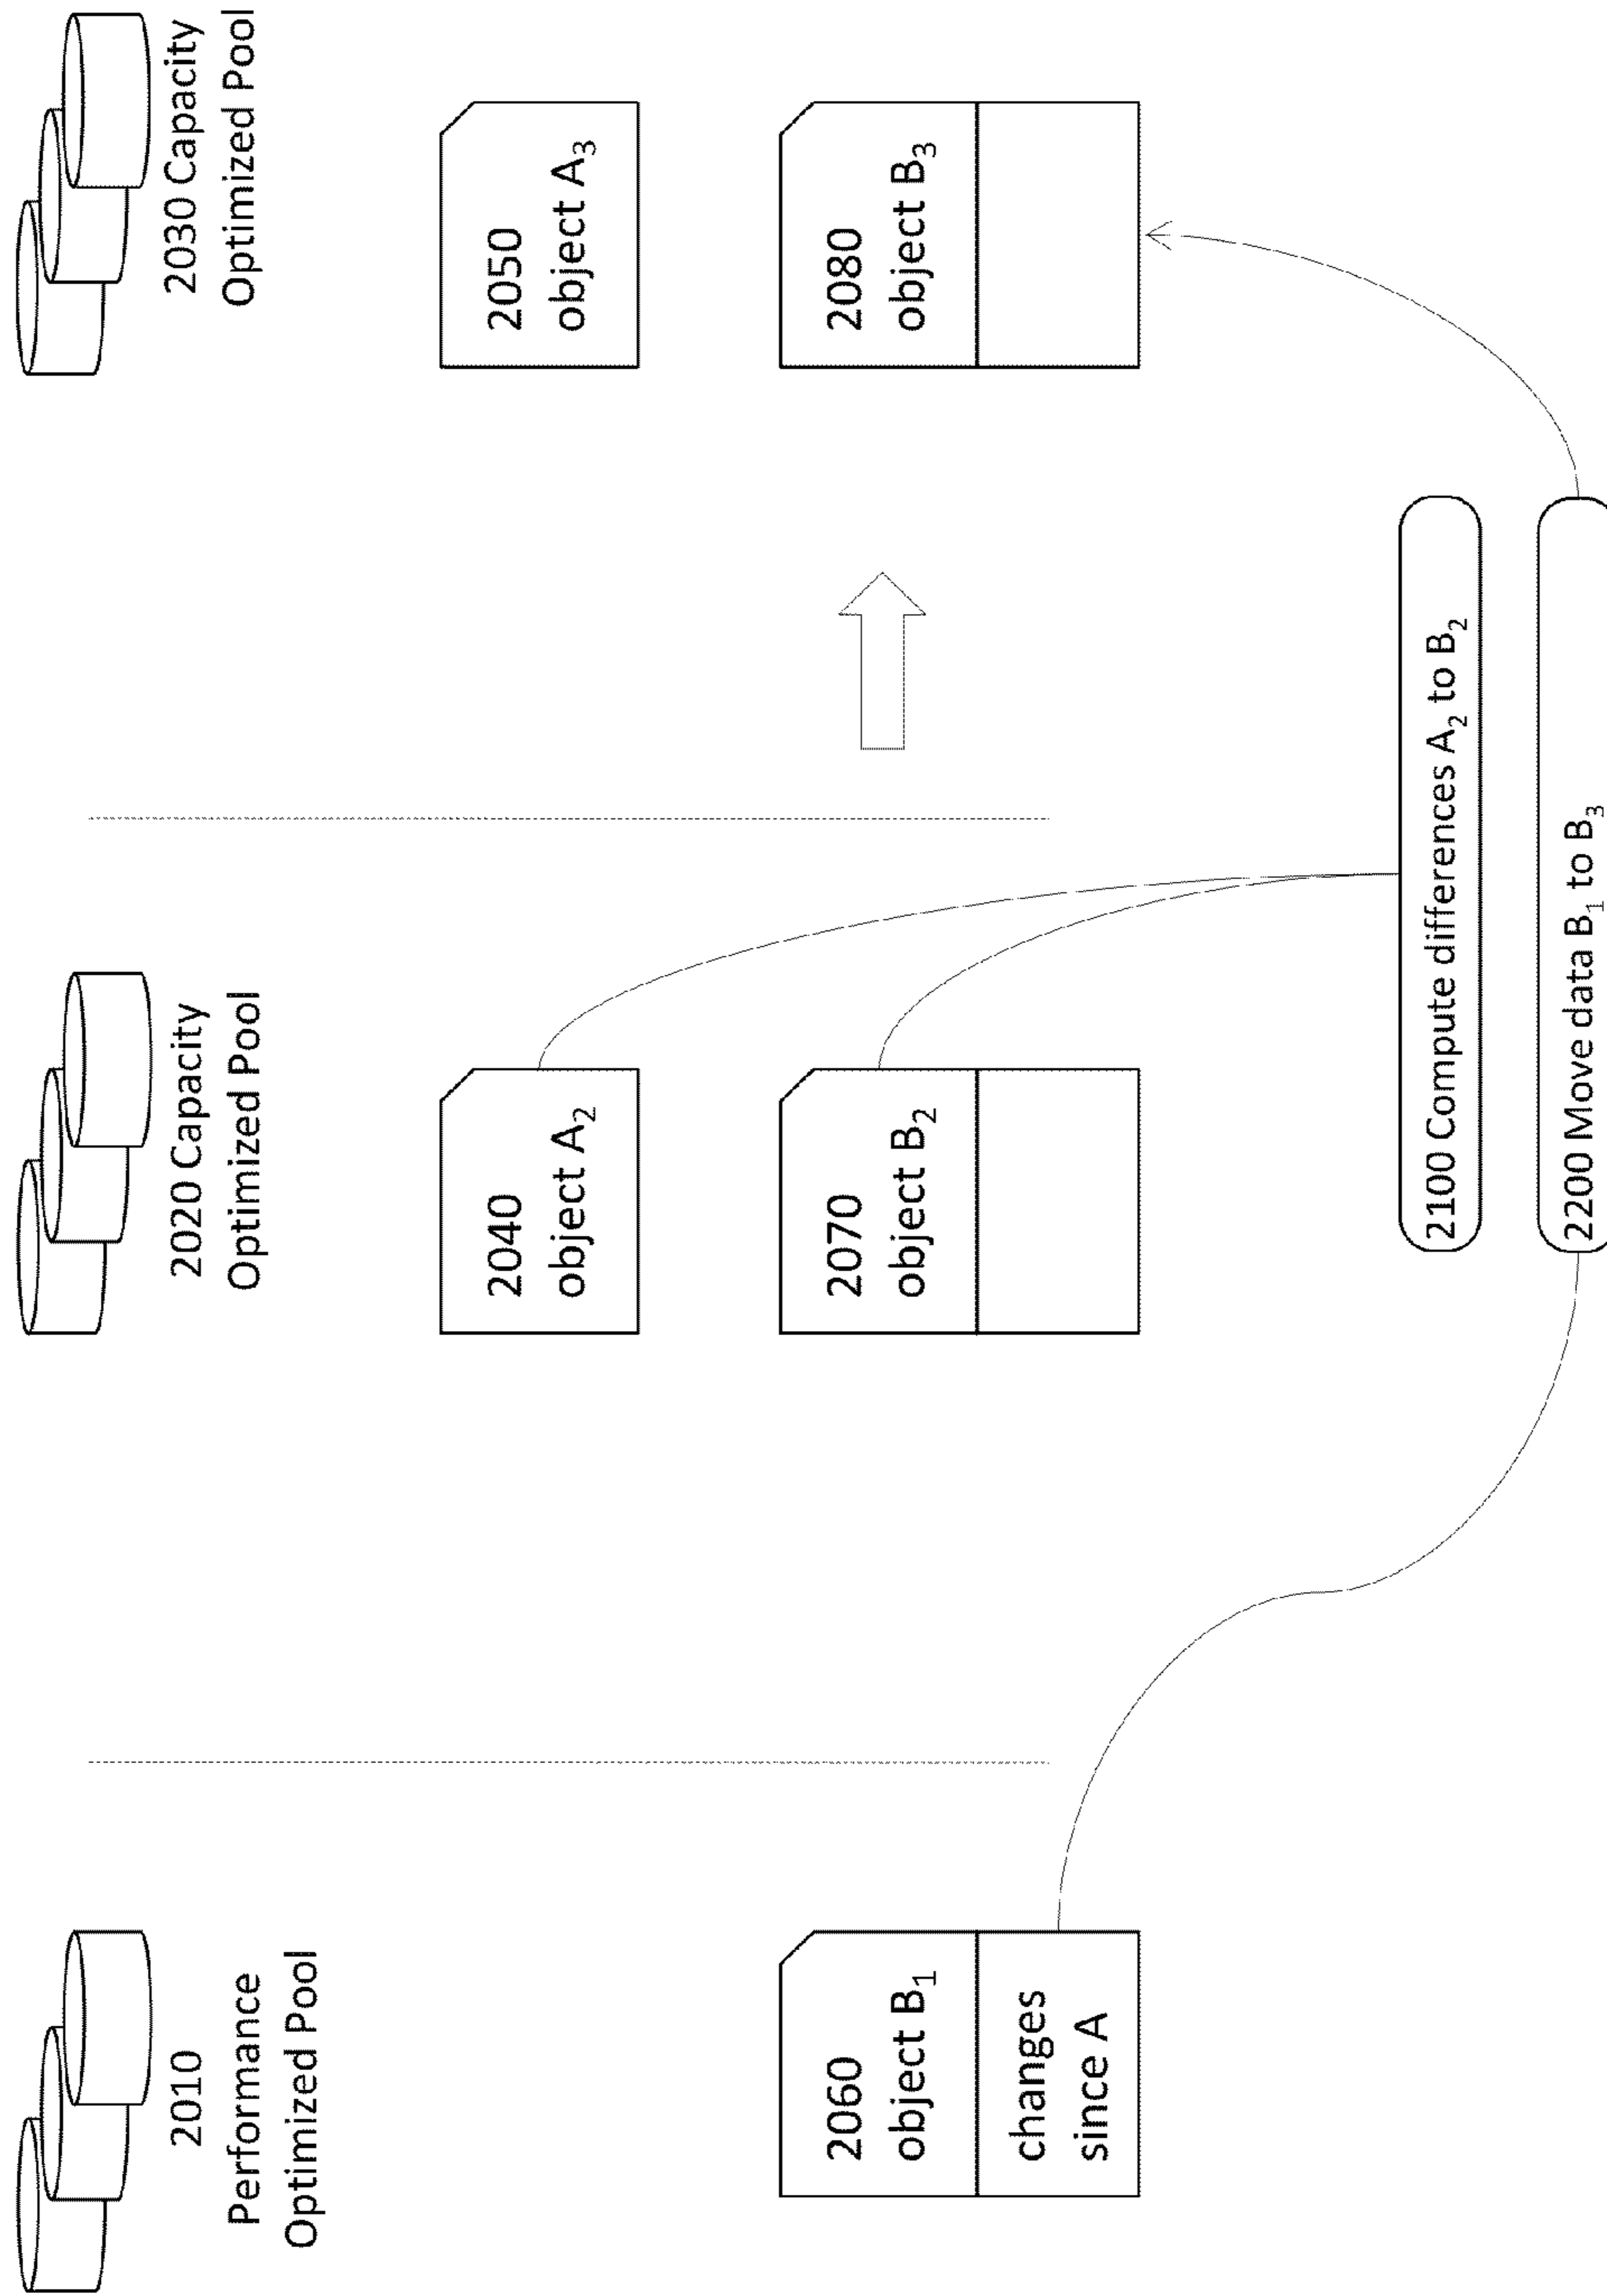 2010
Performance
Optimized Pool
2020 Capacity
Optimized Pool
2030 Capacity
Optimized Pool
2040
object A₂
2050
object A₃
2060
object B₁
changes
since A
2070
object B₂
2080
object B₃
2100 Compute differences A₂ to B₂
2200 Move data B₁ to B₃